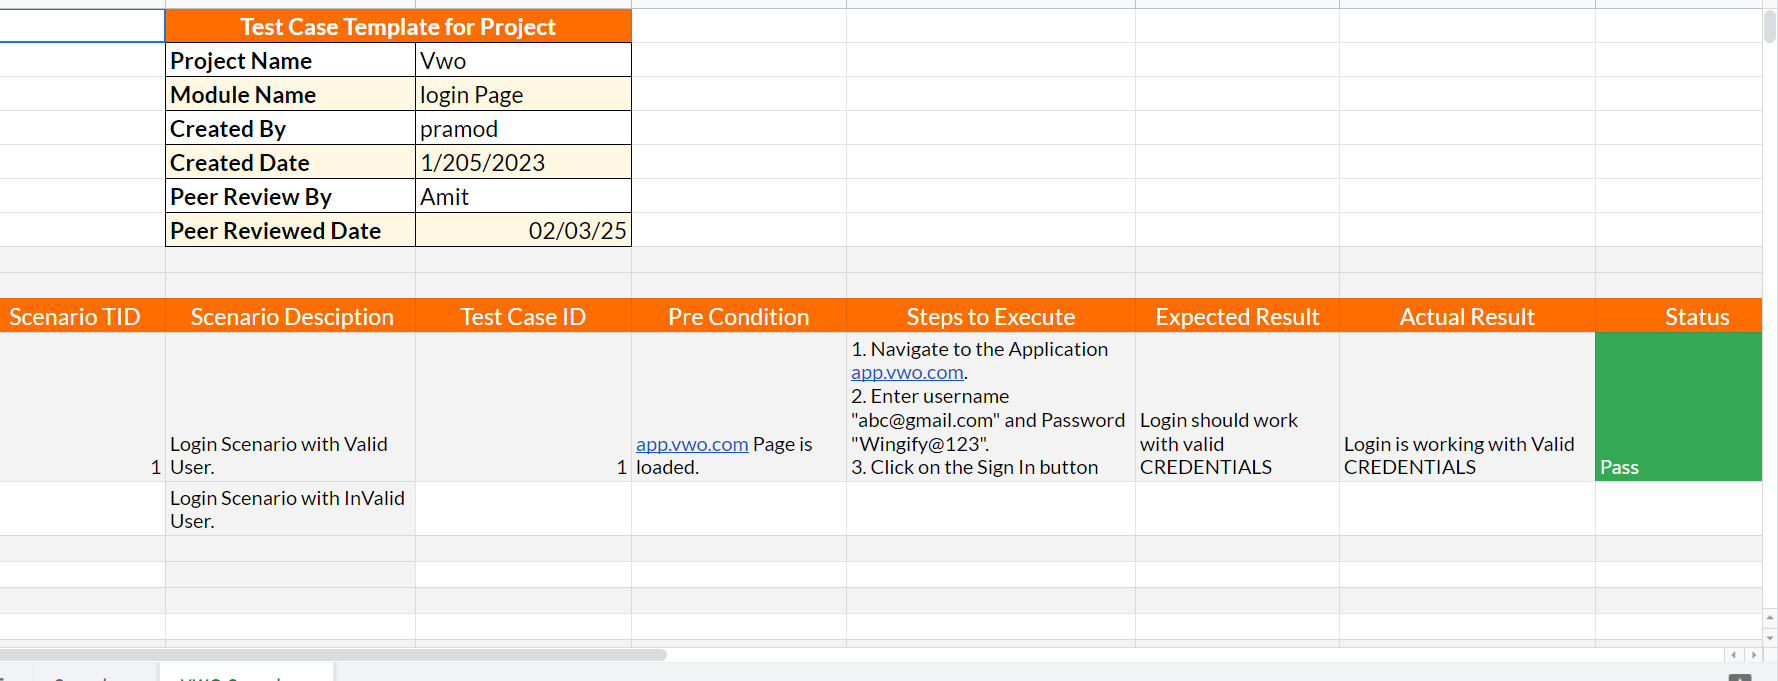 Test Case Template for Project
Project Name Vwo
Module Name login Page
Created By pramod
Created Date 1/205/2023
Peer Review By Amit
Peer Reviewed Date 02/03/25
Scenario TID Scenario Desciption Test Case ID Pre Condition Steps to Execute Expected Result Actual Result Status
1
Login Scenario with Valid
User.
1
app.vwo.com Page is
loaded.
1. Navigate to the Application
app.vwo.com.
2. Enter username
"abc@gmail.com" and Password
"Wingify@123".
3. Click on the Sign In button
Login should work
with valid
CREDENTIALS
Login is working with Valid
CREDENTIALS
Pass
Login Scenario with InValid
User.